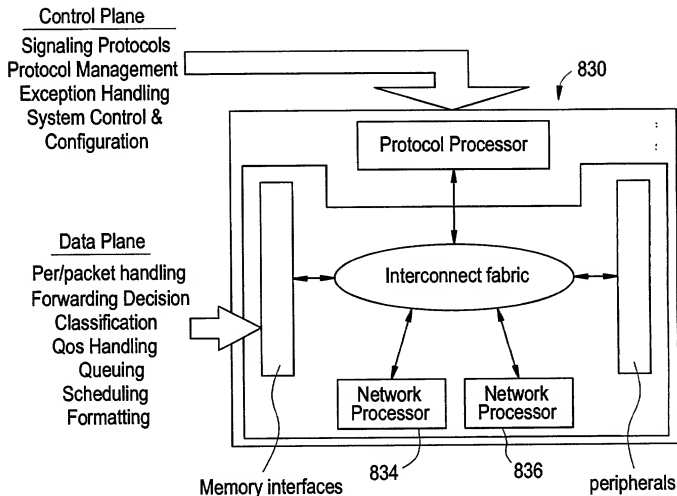 Control Plane
Signaling Protocols
Protocol Management
Exception Handling
System Control &
Configuration
830
Protocol Processor
Data Plane
Per/packet handling
Forwarding Decision
Classification
Qos Handling
Queuing
Scheduling
Formatting
Interconnect fabric
Network
Processor
Network
Processor
834
836
Memory interfaces
peripherals